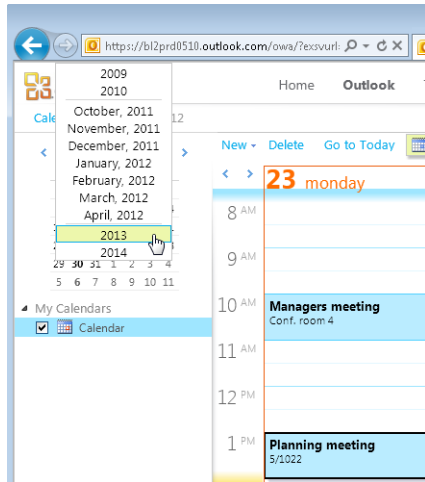 https://bl2prd0510.outlook.com/owa/?exsvurl:
Home Outlook
2009
2010
October, 2011
November, 2011
December, 2011
January, 2012
February, 2012
March, 2012
April, 2012
2013
2014
Cale 12
29 30 31 1 2 3 4
5 6 7 8 9 10 11
My Calendars
Calendar
New Delete Go to Today
23 monday
8 AM
9 AM
10 AM Managers meeting
Conf. room 4
11 AM
12 PM
1 PM Planning meeting
5/1022